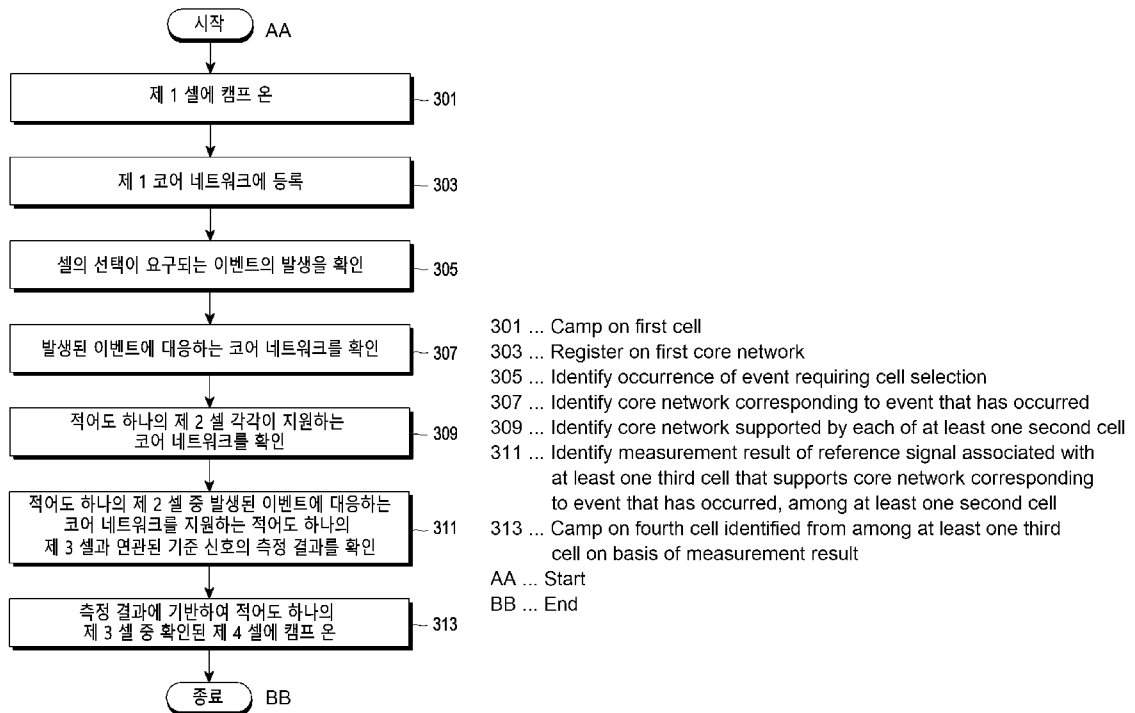 시작
AA
제 1 셀에 캠프 온
301
제 1 코어 네트워크에 등록
303
셀의 선택이 요구되는 이벤트의 발생을 확인
305
발생된 이벤트에 대응하는 코어 네트워크를 확인
307
적어도 하나의 제 2 셀 각각이 지원하는
코어 네트워크를 확인
309
적어도 하나의 제 2 셀 중 발생된 이벤트에 대응하는
코어 네트워크를 지원하는 적어도 하나의
제 3 셀과 연관된 기준 신호의 측정 결과를 확인
311
측정 결과에 기반하여 적어도 하나의
제 3 셀 중 확인된 제 4 셀에 캠프 온
313
종료
BB
301 ... Camp on first cell
303 ... Register on first core network
305 ... Identify occurrence of event requiring cell selection
307 ... Identify core network corresponding to event that has occurred
309 ... Identify core network supported by each of at least one second cell
311 ... Identify measurement result of reference signal associated with
at least one third cell that supports core network corresponding
to event that has occurred, among at least one second cell
313 ... Camp on fourth cell identified from among at least one third
cell on basis of measurement result
AA ... Start
BB ... End